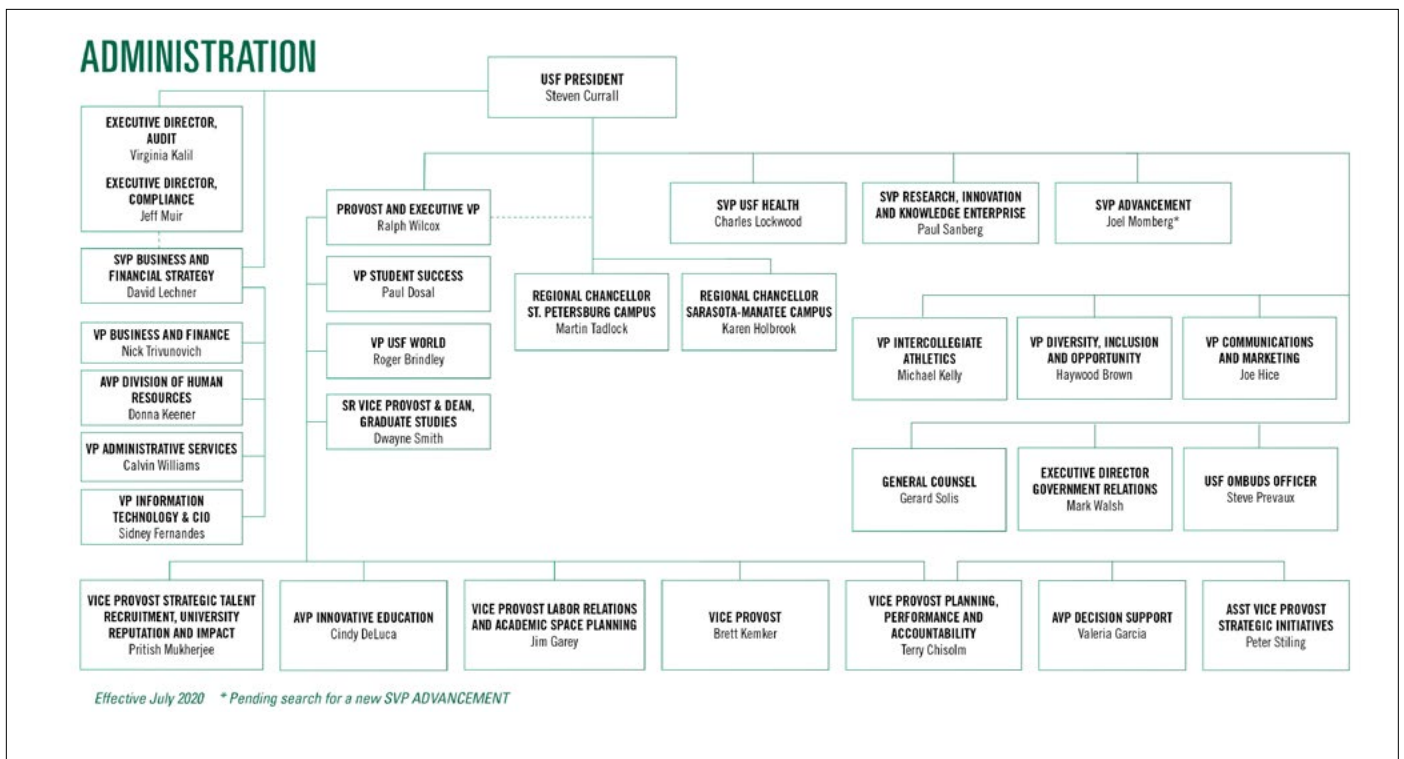 ADMINISTRATION
USF PRESIDENT
Steven Currall
EXECUTIVE DIRECTOR,
AUDIT
Virginia Kalil
EXECUTIVE DIRECTOR,
COMPLIANCE
Jeff Muir
SVP BUSINESS AND
FINANCIAL STRATEGY
David Lechner
VP BUSINESS AND FINANCE
Nick Trivunovich
AVP DIVISION OF HUMAN
RESOURCES
Donna Keener
VP ADMINISTRATIVE SERVICES
Calvin Williams
VP INFORMATION
TECHNOLOGY & CIO
Sidney Fernandes
PROVOST AND EXECUTIVE VP
Ralph Wilcox
VP STUDENT SUCCESS
Paul Dosal
VP USF WORLD
Roger Brindley
SR VICE PROVOST & DEAN,
GRADUATE STUDIES
Dwayne Smith
REGIONAL CHANCELLOR
ST. PETERSBURG CAMPUS
Martin Tadlock
REGIONAL CHANCELLOR
SARASOTA-MANATEE CAMPUS
Karen Holbrook
SVP USF HEALTH
Charles Lockwood
SVP RESEARCH, INNOVATION
AND KNOWLEDGE ENTERPRISE
Paul Sanberg
SVP ADVANCEMENT
Joel Momberg*
VP INTERCOLLEGIATE
ATHLETICS
Michael Kelly
VP DIVERSITY, INCLUSION
AND OPPORTUNITY
Haywood Brown
VP COMMUNICATIONS
AND MARKETING
Joe Hice
GENERAL COUNSEL
Gerard Solis
EXECUTIVE DIRECTOR
GOVERNMENT RELATIONS
Mark Walsh
USF OMBUDS OFFICER
Steve Prevaux
VICE PROVOST STRATEGIC TALENT
RECRUITMENT, UNIVERSITY
REPUTATION AND IMPACT
Pritish Mukherjee
AVP INNOVATIVE EDUCATION
Cindy DeLuca
VICE PROVOST LABOR RELATIONS
AND ACADEMIC SPACE PLANNING
Jim Garey
VICE PROVOST
Brett Kemker
VICE PROVOST PLANNING,
PERFORMANCE AND
ACCOUNTABILITY
Terry Chisolm
AVP DECISION SUPPORT
Valeria Garcia
ASST VICE PROVOST
STRATEGIC INITIATIVES
Peter Stiling
Effective July 2020 * Pending search for a new SVP ADVANCEMENT